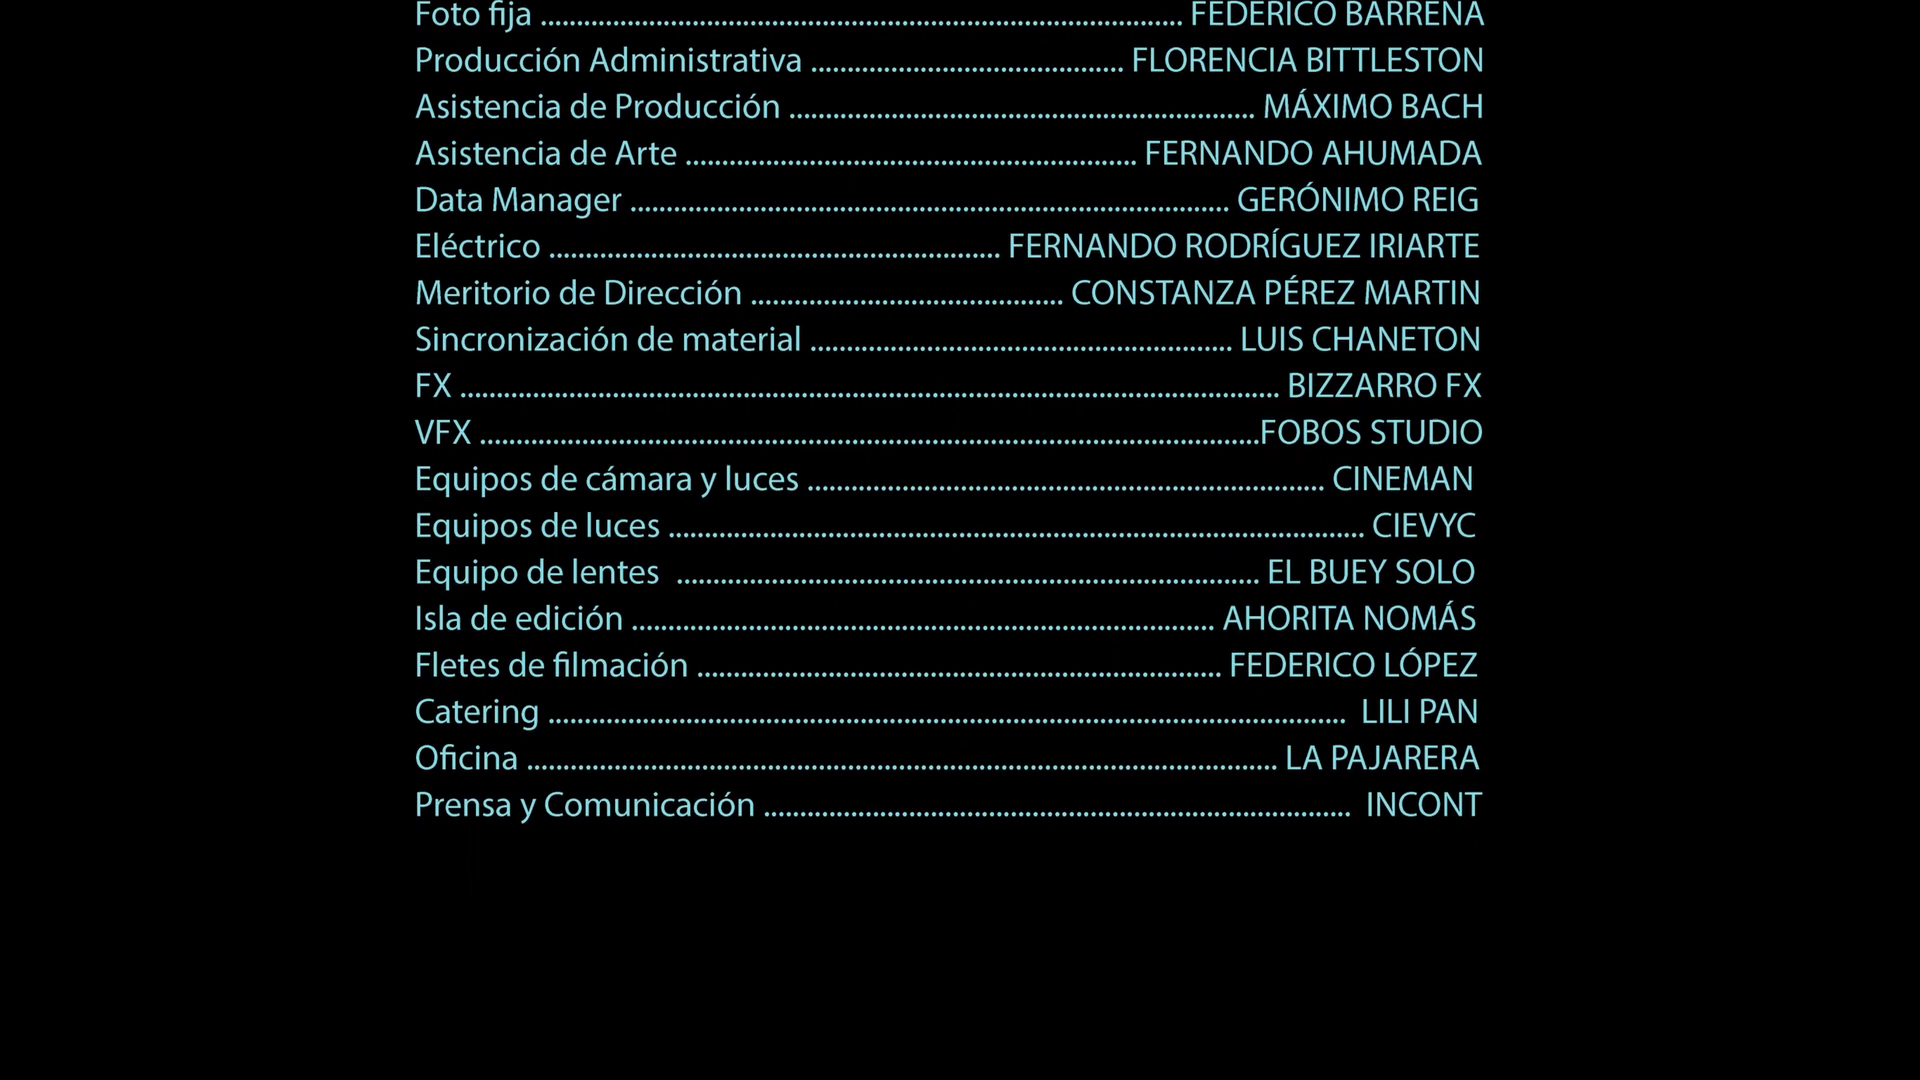 Foto fija ........................................................................................ FEDERICO BARRENA
Producción Administrativa ........................................... FLORENCIA BITTLESTON
Asistencia de Producción ................................................................ MÁXIMO BACH
Asistencia de Arte .............................................................. FERNANDO AHUMADA
Data Manager .................................................................................. GERÓNIMO REIG
Eléctrico .............................................................. FERNANDO RODRÍGUEZ IRIARTE
Meritorio de Dirección ........................................... CONSTANZA PÉREZ MARTIN
Sincronización de material .......................................................... LUIS CHANETON
FX ................................................................................................................. BIZZARRO FX
VFX ...........................................................................................................FOBOS STUDIO
Equipos de cámara y luces ....................................................................... CINEMAN
Equipos de luces ................................................................................................ CIEVYC
Equipo de lentes ................................................................................ EL BUEY SOLO
Isla de edición ................................................................................ AHORITA NOMÁS
Fletes de filmación ........................................................................ FEDERICO LÓPEZ
Catering .............................................................................................................. LILI PAN
Oficina ....................................................................................................... LA PAJARERA
Prensa y Comunicación ................................................................................. INCONT